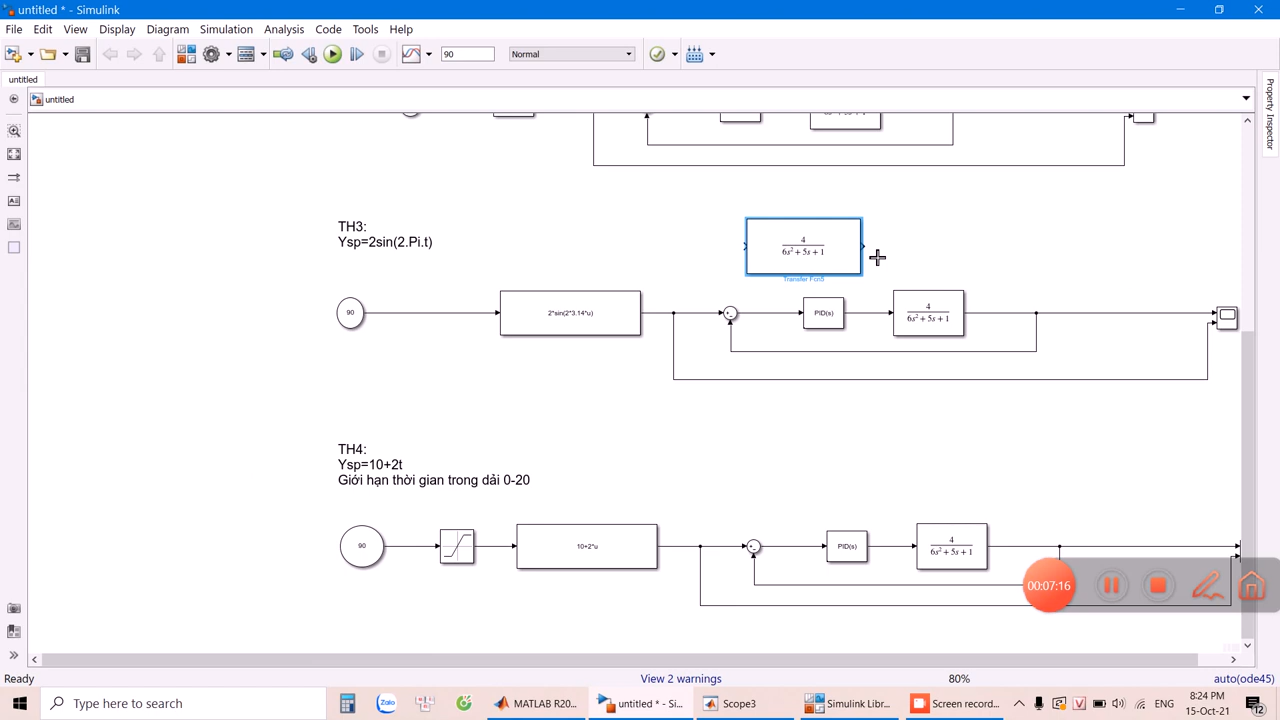 untitled * - Simulink
File Edit View Display Diagram Simulation Analysis Code Tools Help
90 Normal
untitled
untitled
Property Inspector
TH3:
Ysp=2sin(2.Pi.t)
4
6s² + 5s + 1
Transfer Fcn5
90
2*sin(2*3.14*u)
PID(s)
4
6s² + 5s + 1
TH4:
Ysp=10+2t
Giới hạn thời gian trong dải 0-20
90
10+2*u
PID(s)
4
6s² + 5s + 1
00:07:16
Ready View 2 warnings 80% auto(ode45)
Type here to search
MATLAB R20... untitled * - Si... Scope3 Simulink Libr... Screen record...
ENG
8:24 PM
15-Oct-21
12